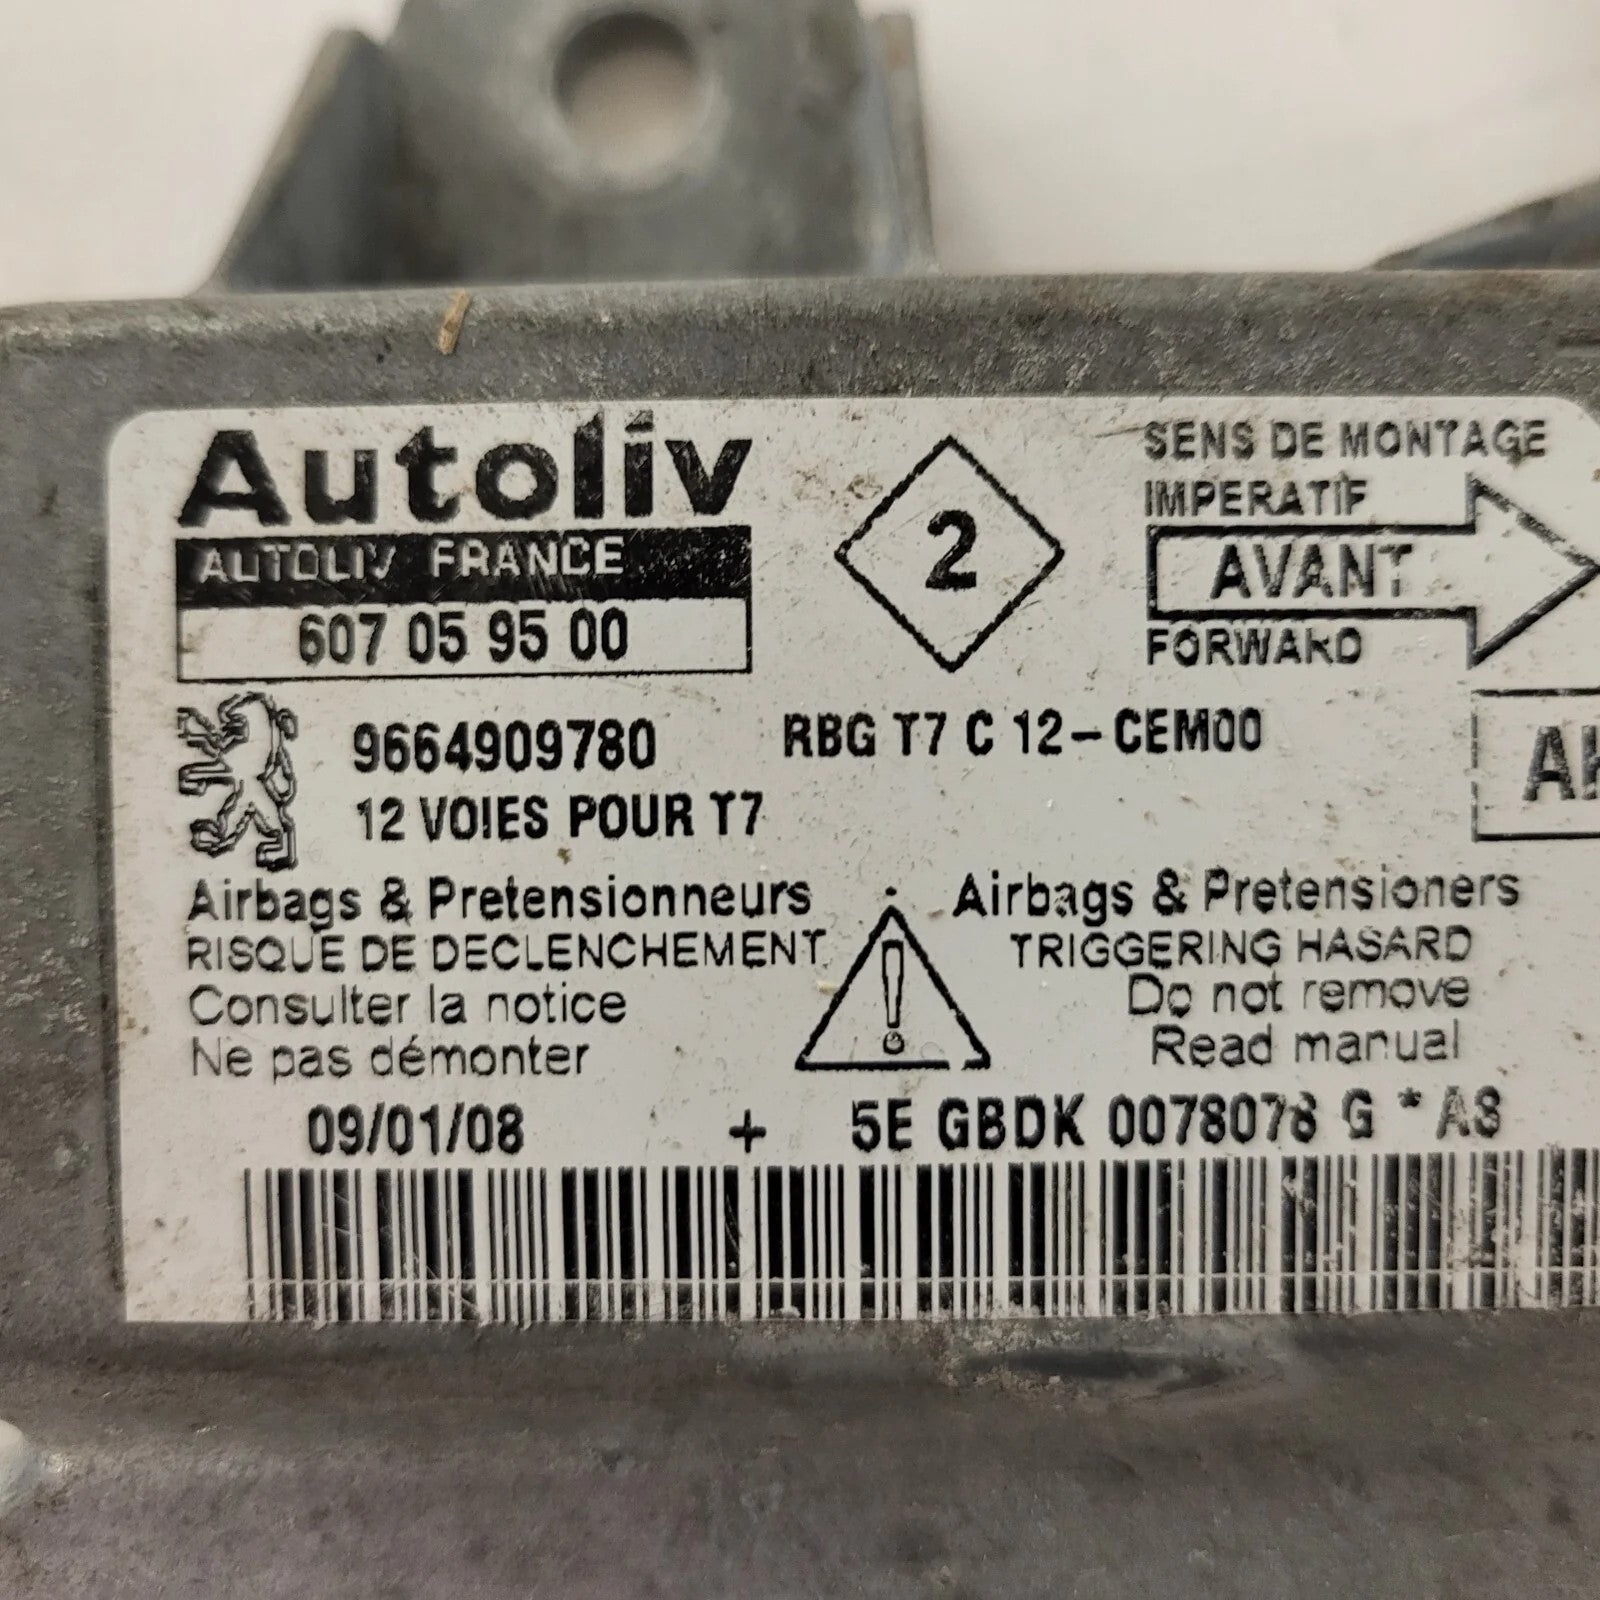 Autoliv
AUTOLIV FRANCE
607 05 95 00
2
SENS DE MONTAGE
IMPERATIF
AVANT
FORWARD
9664909780
RBG T7 C 12-CEM00
12 VOIES POUR T7
Airbags & Pretensionneurs
RISQUE DE DECLENCHEMENT
Consulter la notice
Ne pas démonter
Airbags & Pretensioners
TRIGGERING HASARD
Do not remove
Read manual
09/01/08 + 5E GBDK 0078078 G *A8